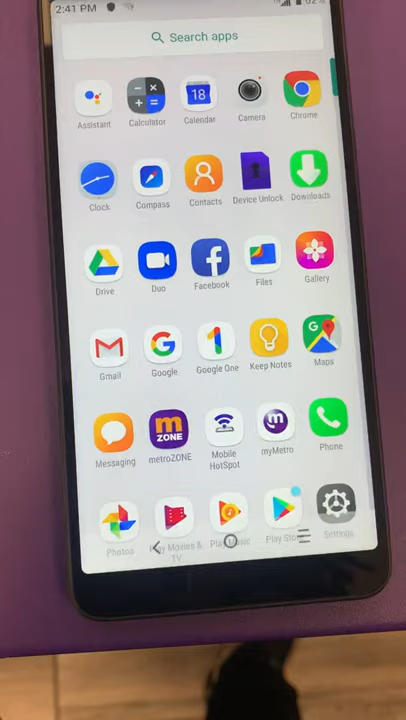 2:41 PM 62%
Search apps
Assistant Calculator Calendar Camera Chrome
18
Clock Compass Contacts Device Unlock Downloads
Drive Duo Facebook Files Gallery
Gmail Google Google One Keep Notes Maps
m ZONE
Messaging metroZONE Mobile HotSpot myMetro Phone
Photos Play Movies & TV Play Music Play Store Settings